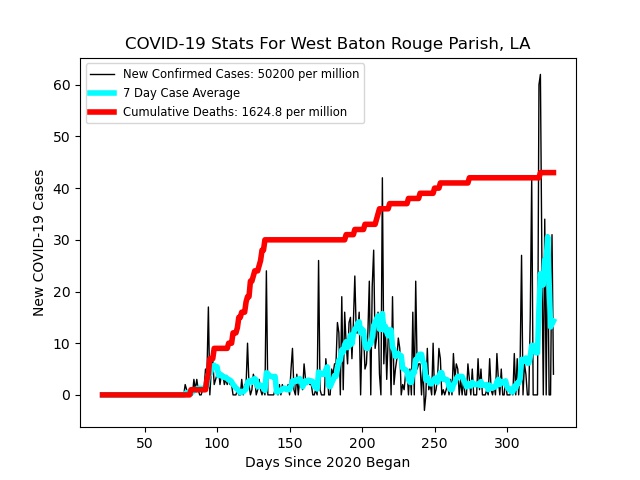 COVID-19 Stats For West Baton Rouge Parish, LA
New Confirmed Cases: 50200 per million
7 Day Case Average
Cumulative Deaths: 1624.8 per million
New COVID-19 Cases
60
50
40
30
20
10
0
50
100
150
200
250
300
Days Since 2020 Began